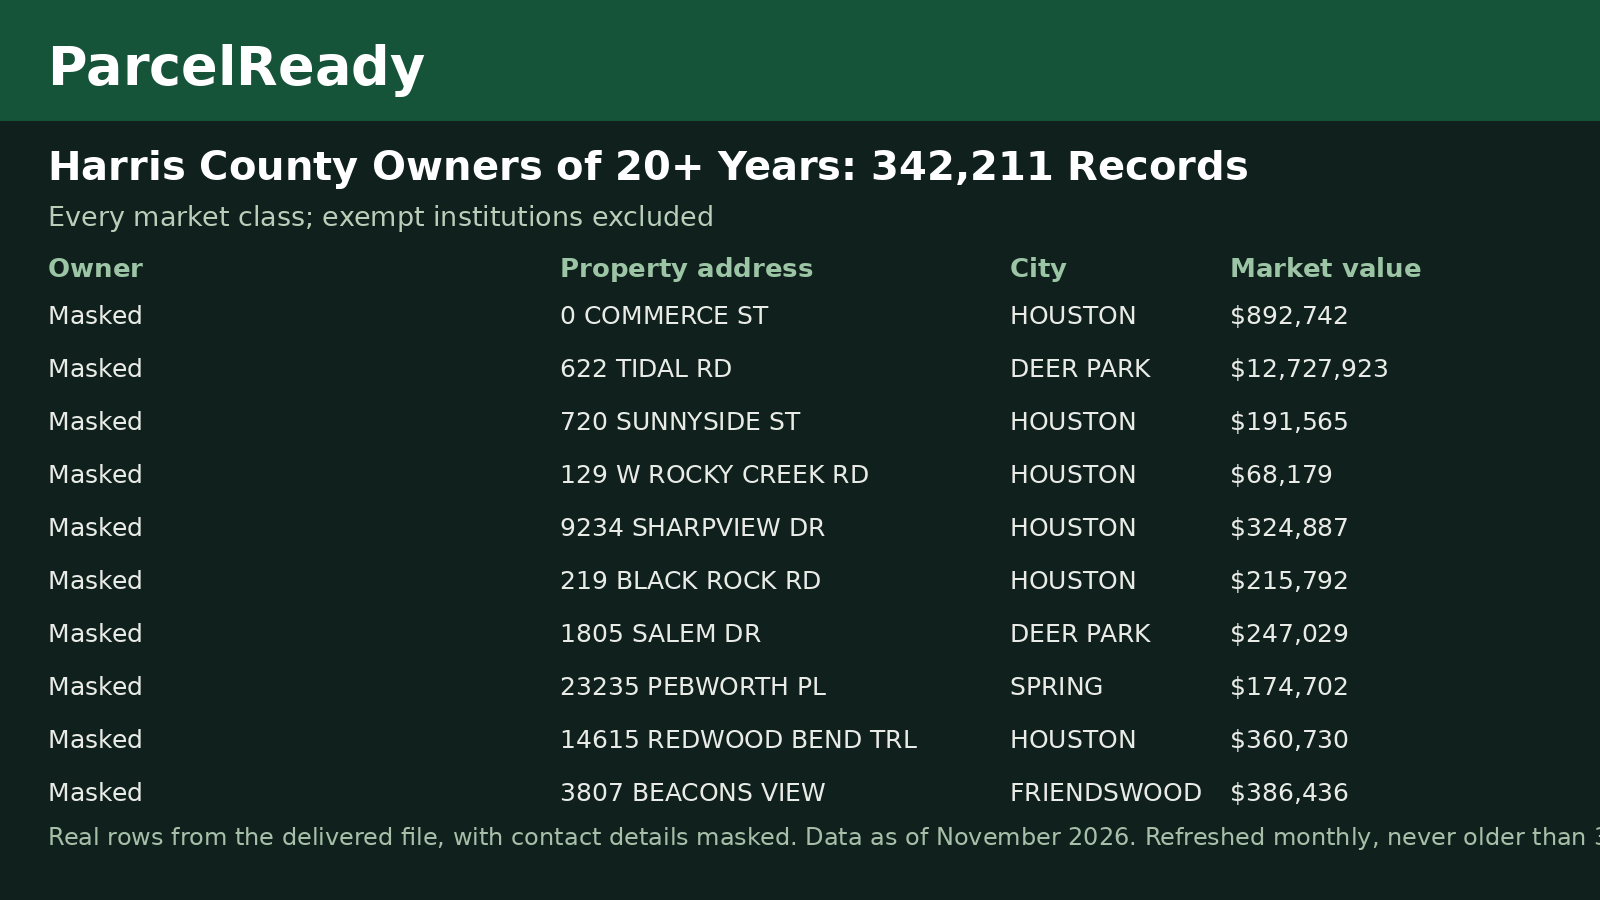 ParcelReady
Harris County Owners of 20+ Years: 342,211 Records
Every market class; exempt institutions excluded
Owner Property address City Market value
Masked 0 COMMERCE ST HOUSTON $892,742
Masked 622 TIDAL RD DEER PARK $12,727,923
Masked 720 SUNNYSIDE ST HOUSTON $191,565
Masked 129 W ROCKY CREEK RD HOUSTON $68,179
Masked 9234 SHARPVIEW DR HOUSTON $324,887
Masked 219 BLACK ROCK RD HOUSTON $215,792
Masked 1805 SALEM DR DEER PARK $247,029
Masked 23235 PEBWORTH PL SPRING $174,702
Masked 14615 REDWOOD BEND TRL HOUSTON $360,730
Masked 3807 BEACONS VIEW FRIENDSWOOD $386,436
Real rows from the delivered file, with contact details masked. Data as of November 2026. Refreshed monthly, never older than